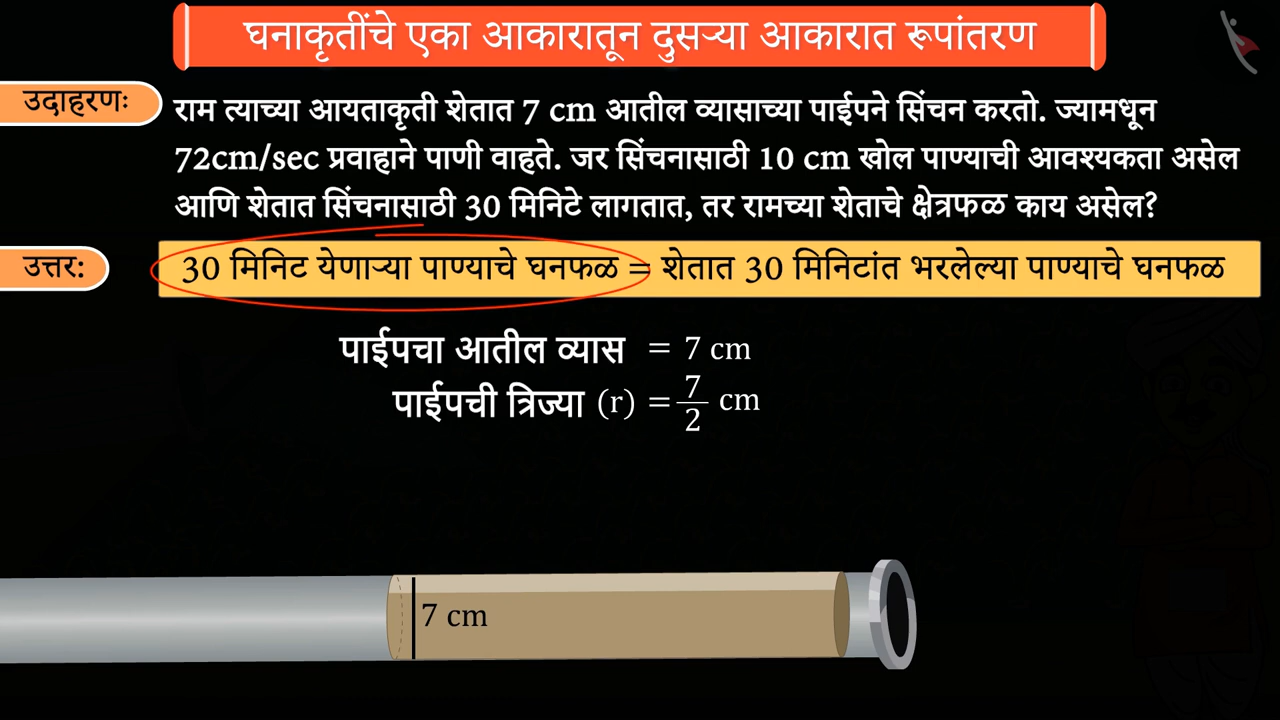 घनाकृतींचे एका आकारातून दुसऱ्या आकारात रूपांतरण
उदाहरणः
राम त्याच्या आयताकृती शेतात 7 cm आतील व्यासाच्या पाईपने सिंचन करतो. ज्यामधून
72cm/sec प्रवाहाने पाणी वाहते. जर सिंचनासाठी 10 cm खोल पाण्याची आवश्यकता असेल
आणि शेतात सिंचनासाठी 30 मिनिटे लागतात, तर रामच्या शेताचे क्षेत्रफळ काय असेल?
उत्तर:
30 मिनिट येणाऱ्या पाण्याचे घनफळ = शेतात 30 मिनिटांत भरलेल्या पाण्याचे घनफळ
पाईपचा आतील व्यास = 7 cm
पाईपची त्रिज्या (r) = 7/2 cm
7 cm